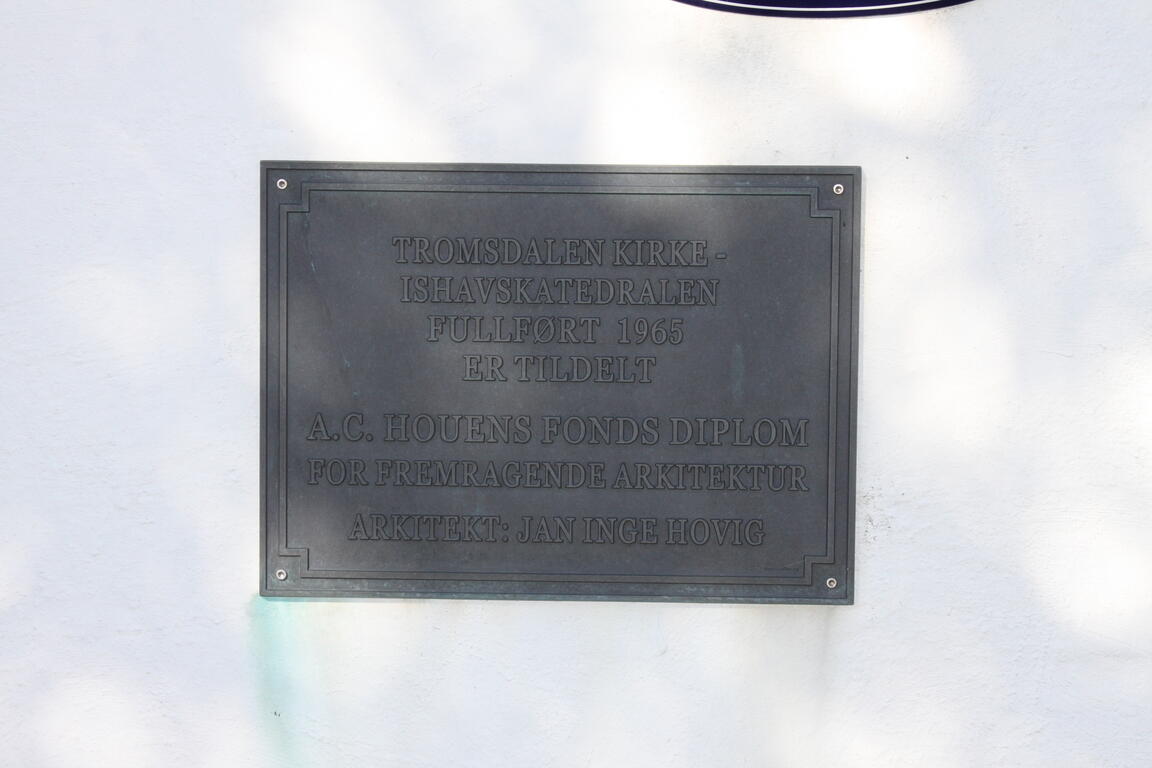 TROMSDALEN KIRKE -
ISHAVSKATEDRALEN
FULLFØRT 1965
ER TILDELT
A.C. HOUENS FONDS DIPLOM
FOR FREMRAGENDE ARKITEKTUR
ARKITEKT: JAN INGE HOVIG